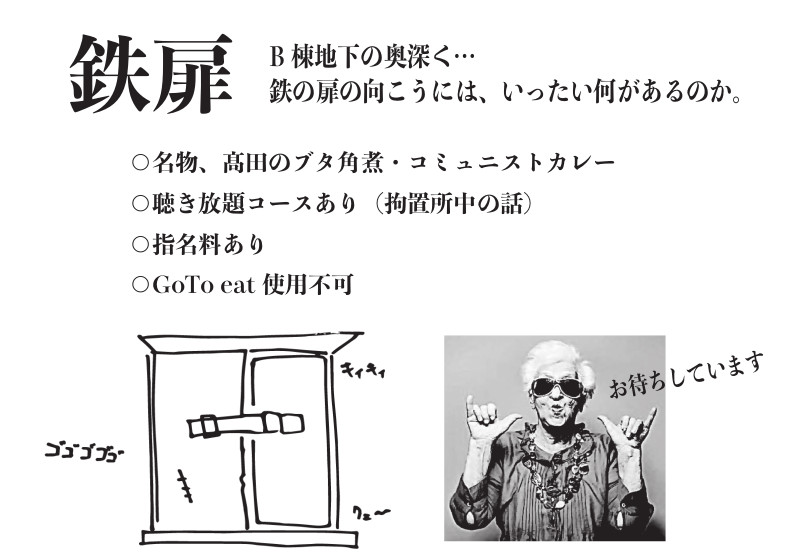 鉄扉
B 棟地下の奥深く…
鉄の扉の向こうには、いったい何があるのか。
○名物、髙田のブタ角煮・コミュニストカレー
○聴き放題コースあり（拘置所中の話）
○指名料あり
○GoTo eat 使用不可
キィキィ
お待ちしています
ゴゴゴゴゴ
ウェ〜